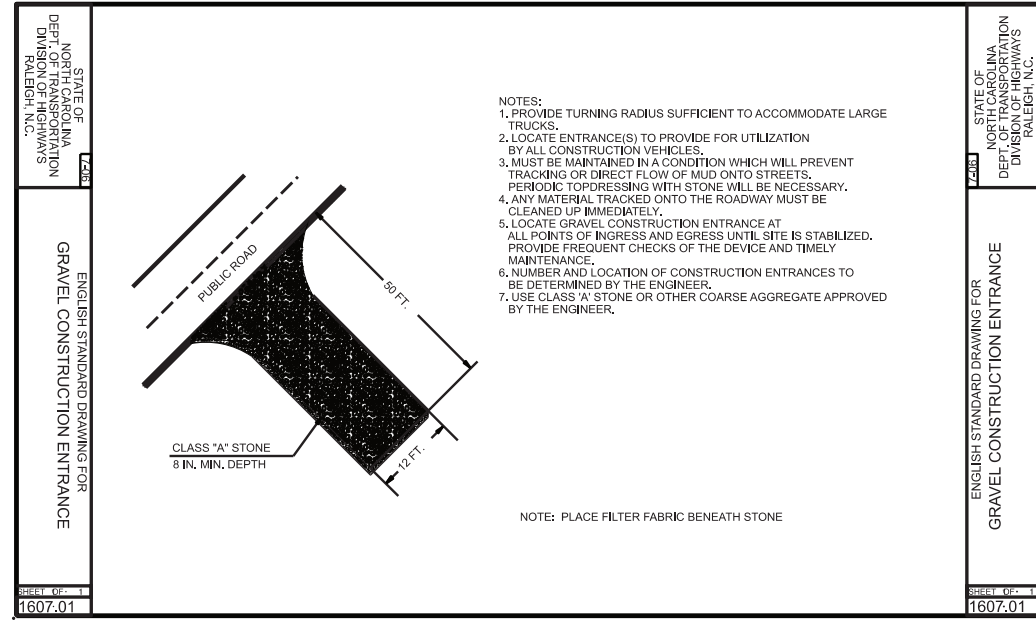 STATE OF
NORTH CAROLINA
DEPT. OF TRANSPORTATION
DIVISION OF HIGHWAYS
RALEIGH, N.C.
7-06
ENGLISH STANDARD DRAWING FOR
GRAVEL CONSTRUCTION ENTRANCE
SHEET OF 1
1607.01
PUBLIC ROAD
50 FT.
12 FT.
CLASS "A" STONE
8 IN. MIN. DEPTH
NOTES:
1. PROVIDE TURNING RADIUS SUFFICIENT TO ACCOMMODATE LARGE
TRUCKS.
2. LOCATE ENTRANCE(S) TO PROVIDE FOR UTILIZATION
BY ALL CONSTRUCTION VEHICLES.
3. MUST BE MAINTAINED IN A CONDITION WHICH WILL PREVENT
TRACKING OR DIRECT FLOW OF MUD ONTO STREETS.
PERIODIC TOPDRESSING WITH STONE WILL BE NECESSARY.
4. ANY MATERIAL TRACKED ONTO THE ROADWAY MUST BE
CLEANED UP IMMEDIATELY.
5. LOCATE GRAVEL CONSTRUCTION ENTRANCE AT
ALL POINTS OF INGRESS AND EGRESS UNTIL SITE IS STABILIZED.
PROVIDE FREQUENT CHECKS OF THE DEVICE AND TIMELY
MAINTENANCE.
6. NUMBER AND LOCATION OF CONSTRUCTION ENTRANCES TO
BE DETERMINED BY THE ENGINEER.
7. USE CLASS 'A' STONE OR OTHER COARSE AGGREGATE APPROVED
BY THE ENGINEER.
NOTE: PLACE FILTER FABRIC BENEATH STONE
STATE OF
NORTH CAROLINA
DEPT. OF TRANSPORTATION
DIVISION OF HIGHWAYS
RALEIGH, N.C.
7-06
ENGLISH STANDARD DRAWING FOR
GRAVEL CONSTRUCTION ENTRANCE
SHEET OF 1
1607.01